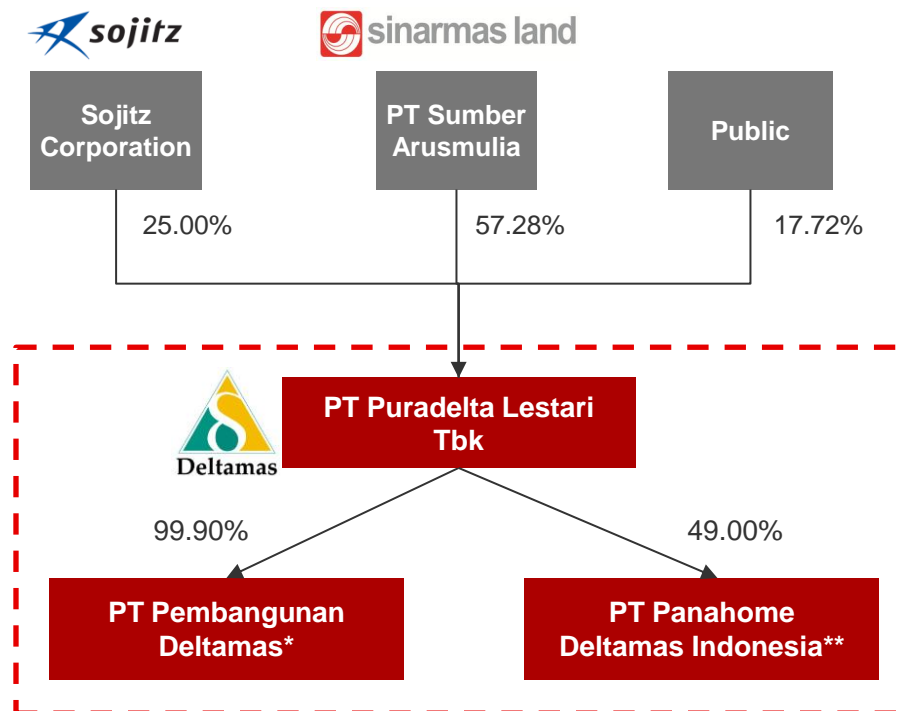 sojitz
sinarmas land
Sojitz
Corporation
PT Sumber
Arusmulia
Public
25.00%
57.28%
17.72%
PT Puradelta Lestari
Tbk
Deltamas
99.90%
49.00%
PT Pembangunan
Deltamas*
PT Panahome
Deltamas Indonesia**